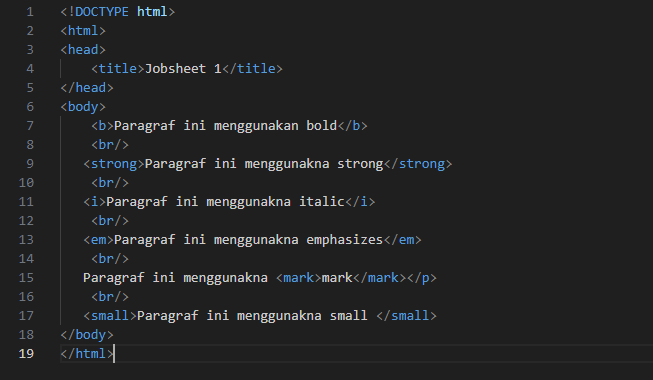 1 <!DOCTYPE html>
2 <html>
3 <head>
4     <title>Jobsheet 1</title>
5 </head>
6 <body>
7     <b>Paragraf ini menggunakan bold</b>
8     <br/>
9    <strong>Paragraf ini menggunakna strong</strong>
10     <br/>
11    <i>Paragraf ini menggunakna italic</i>
12     <br/>
13    <em>Paragraf ini menggunakna emphasizes</em>
14     <br/>
15    Paragraf ini menggunakna <mark>mark</mark></p>
16     <br/>
17    <small>Paragraf ini menggunakna small </small>
18 </body>
19 </html>